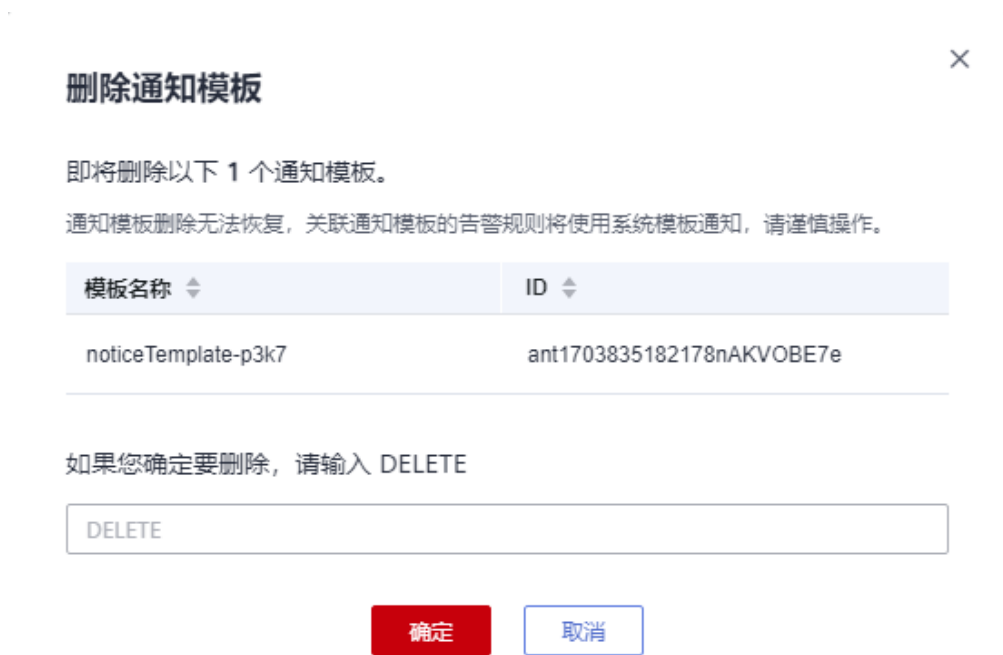 删除通知模板
即将删除以下 1 个通知模板。
通知模板删除无法恢复，关联通知模板的告警规则将使用系统模板通知，请谨慎操作。
模板名称 ID
noticeTemplate-p3k7 ant1703835182178nAKVOBE7e
如果您确定要删除，请输入 DELETE
DELETE
确定 取消